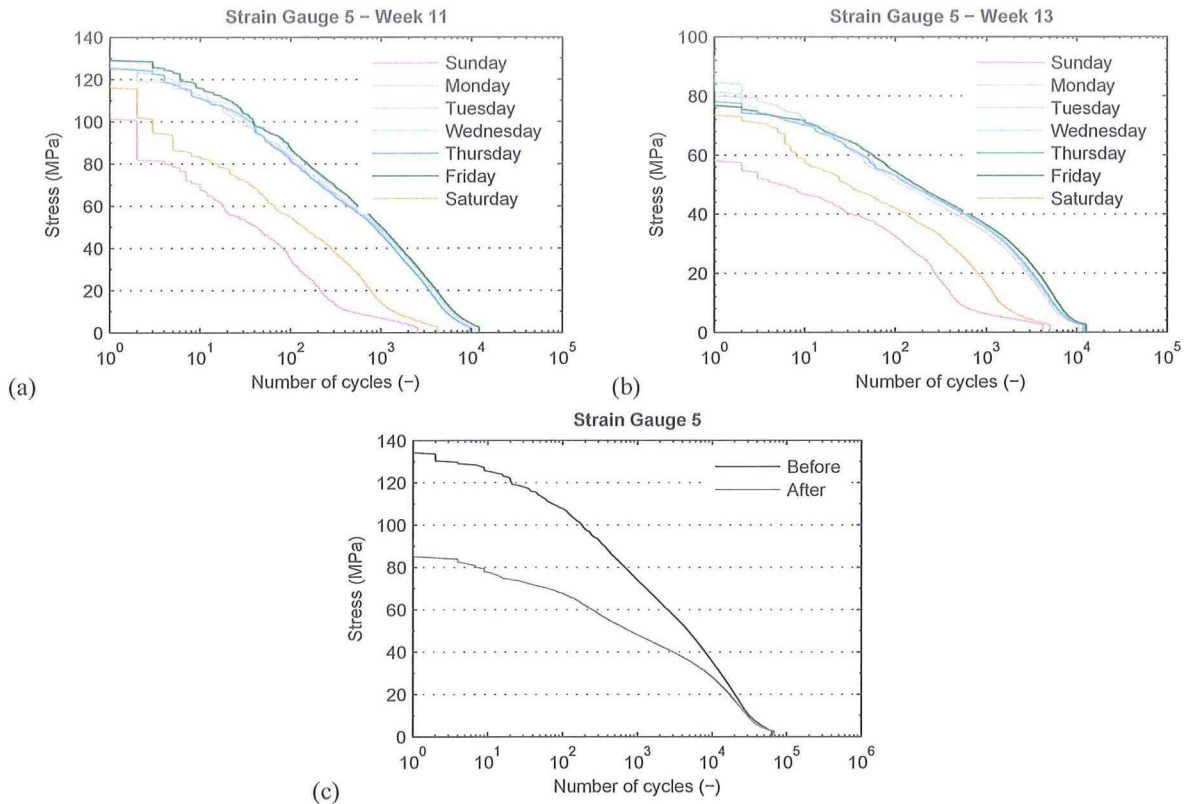 Strain Gauge 5 – Week 11
140
120
100
80
60
40
20
0
Stress (MPa)
Sunday
Monday
Tuesday
Wednesday
Thursday
Friday
Saturday
10^0 10^1 10^2 10^3 10^4 10^5
Number of cycles (–)
(a)
Strain Gauge 5 – Week 13
100
80
60
40
20
0
Stress (MPa)
Sunday
Monday
Tuesday
Wednesday
Thursday
Friday
Saturday
10^0 10^1 10^2 10^3 10^4 10^5
Number of cycles (–)
(b)
Strain Gauge 5
140
120
100
80
60
40
20
0
Stress (MPa)
Before
After
10^0 10^1 10^2 10^3 10^4 10^5 10^6
Number of cycles (–)
(c)